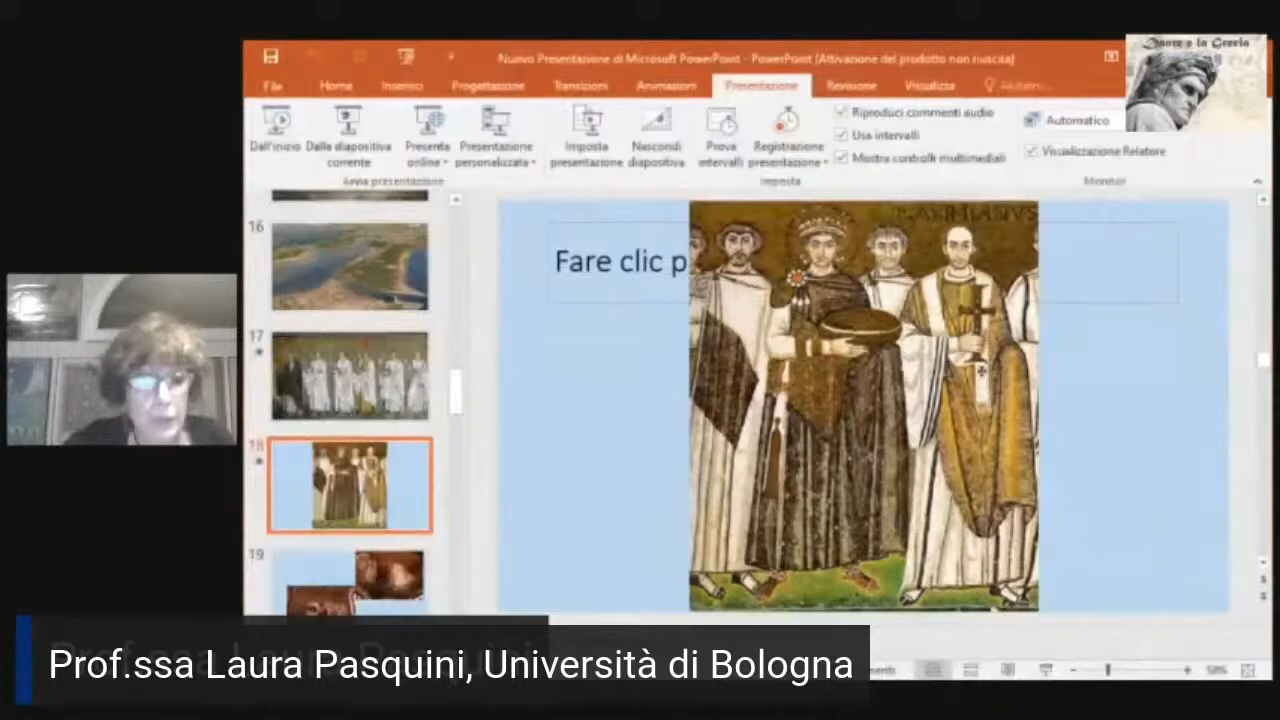 Dante e la Grecia
Nuovo Presentazione di Microsoft PowerPoint - PowerPoint (Attivazione del prodotto non riuscita)
File Home Inserisci Progettazione Transizioni Animazioni Presentazione Revisione Visualizza
Dall'inizio
Dalla diapositiva corrente
Presenta online
Presentazione personalizzata
Avvia presentazione
Imposta presentazione
Nascondi diapositiva
Prova intervalli
Registrazione presentazione
Riproduci commenti audio
Usa intervalli
Mostra controlli multimediali
Imposta
Automatico
Visualizzazione Relatore
Monitor
16
17
18
19
Fare clic p
58%
Prof.ssa Laura Pasquini, Università di Bologna